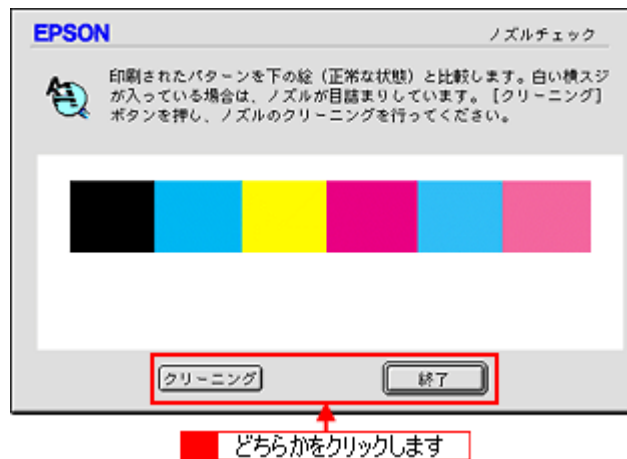 EPSON ノズルチェック
印刷されたパターンを下の絵（正常な状態）と比較します。白い横スジ
が入っている場合は、ノズルが目詰まりしています。［クリーニング］
ボタンを押し、ノズルのクリーニングを行ってください。
クリーニング 終了
どちらかをクリックします